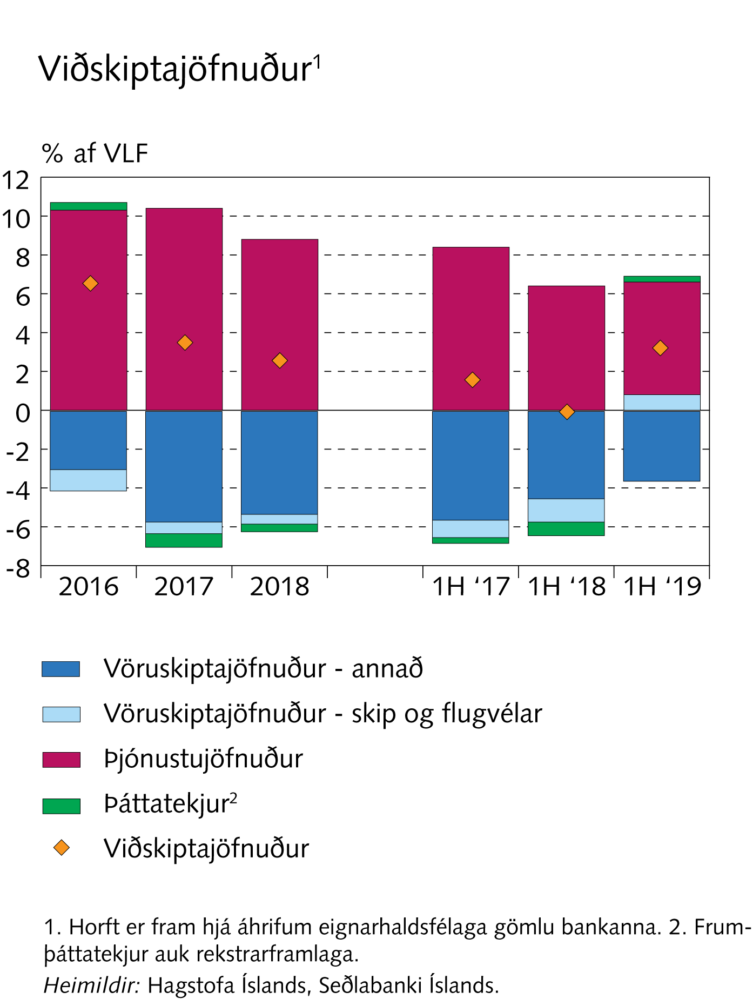 Viðskiptajöfnuður¹
% af VLF
12
10
8
6
4
2
0
-2
-4
-6
-8
2016 2017 2018 1H ‘17 1H ‘18 1H ‘19
Vöruskiptajöfnuður - annað
Vöruskiptajöfnuður - skip og flugvélar
Þjónustujöfnuður
Þáttatekjur²
Viðskiptajöfnuður
1. Horft er fram hjá áhrifum eignarhaldsfélaga gömlu bankanna. 2. Frum-
þáttatekjur auk rekstrarframlaga.
Heimildir: Hagstofa Íslands, Seðlabanki Íslands.